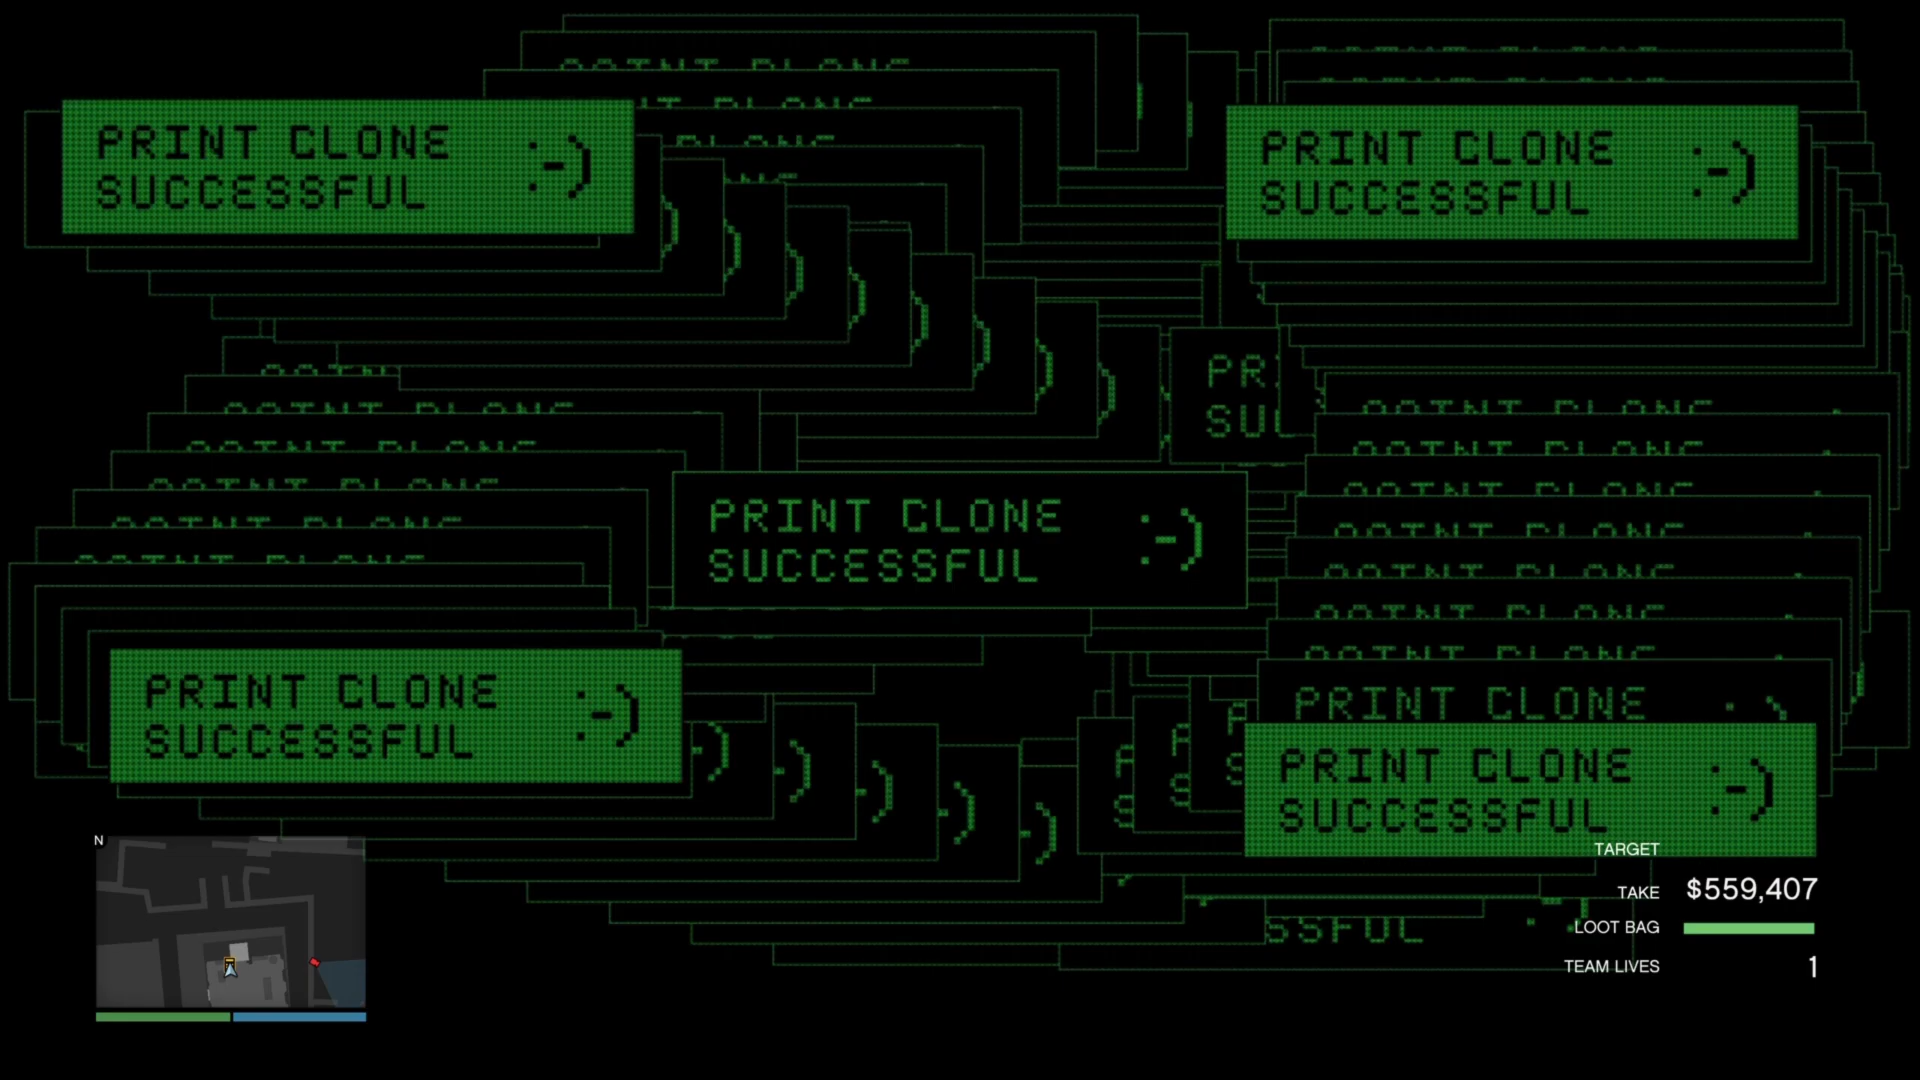 PRINT CLONE
SUCCESSFUL :-)
PRINT CLONE
SUCCESSFUL :-)
PRINT CLONE
SUCCESSFUL :-)
PRINT CLONE
SUCCESSFUL :-)
PRINT CLONE
PRINT CLONE
SUCCESSFUL :-)
N
TARGET
TAKE $559,407
LOOT BAG
TEAM LIVES 1